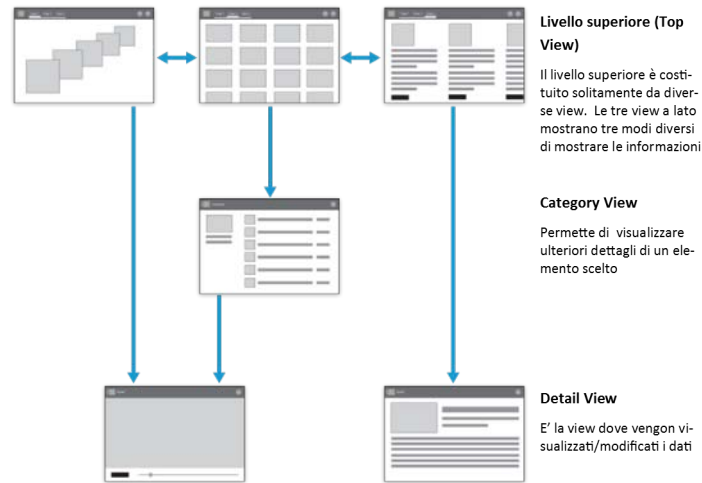 Livello superiore (Top
View)
Il livello superiore è costi-
tuito solitamente da diver-
se view. Le tre view a lato
mostrano tre modi diversi
di mostrare le informazioni
Category View
Permette di visualizzare
ulteriori dettagli di un ele-
mento scelto
Detail View
E' la view dove vengon vi-
sualizzati/modificati i dati